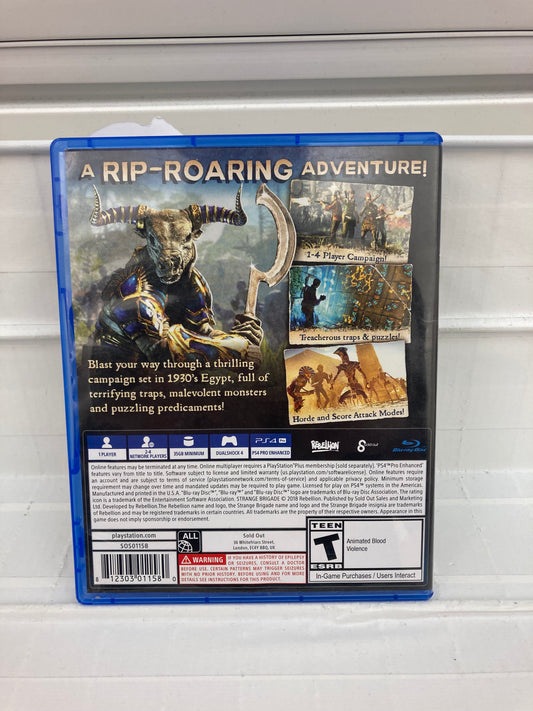 A RIP-ROARING ADVENTURE!
1-4 Player Campaign!
Treacherous traps & puzzles!
Horde and Score Attack Modes!
Blast your way through a thrilling
campaign set in 1930's Egypt, full of
terrifying traps, malevolent monsters
and puzzling predicaments!
1 PLAYER
2-4
NETWORK PLAYERS
35GB MINIMUM
DUALSHOCK 4
PS4 Pro
PS4 PRO ENHANCED
REBELLION
Sold out
Blu-ray Disc
Online features may be terminated at any time. Online multiplayer requires a PlayStation®Plus membership (sold separately). 'PS4™Pro Enhanced'
features vary from title to title. Software subject to license and limited warranty (us.playstation.com/softwarelicense). Online features require
an account and are subject to terms of service (playstationnetwork.com/terms-of-service) and applicable privacy policy. Minimum storage
requirement may change over time and mandated updates may be required to play game. Licensed for play on PS4™ systems in the Americas.
Manufactured and printed in the U.S.A. "Blu-ray Disc™", "Blu-ray™" and "Blu-ray Disc™" logo are trademarks of Blu-ray Disc Association. The rating
icon is a trademark of the Entertainment Software Association. STRANGE BRIGADE © 2018 Rebellion. Published by Sold Out Sales and Marketing
Ltd. Developed by Rebellion.The Rebellion name and logo, the Strange Brigade name and logo and the Strange Brigade insignia are trademarks
of Rebellion and may be registered trademarks in certain countries. All trademarks are the property of their respective owners. Appearance in this
game does not imply sponsorship or endorsement.
playstation.com
SOS01158
8 12303 01158 0
ALL
Sold Out
36 Whitefriars Street,
London, EC4Y 8BQ, UK
WARNING
IF YOU HAVE A HISTORY OF EPILEPSY
OR SEIZURES, CONSULT A DOCTOR
BEFORE USE. CERTAIN PATTERNS MAY TRIGGER SEIZURES
WITH NO PRIOR HISTORY. BEFORE USING AND FOR MORE
DETAILS SEE INSTRUCTIONS FOR THIS PRODUCT.
TEEN
T
ESRB
Animated Blood
Violence
In-Game Purchases / Users Interact